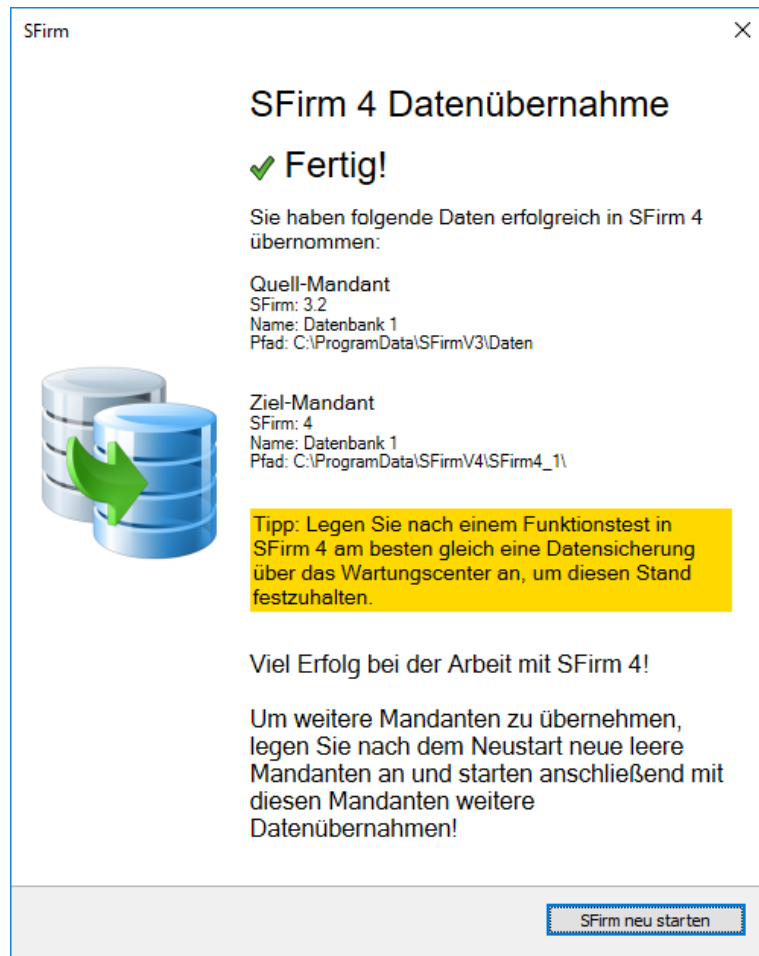 SFirm
SFirm 4 Datenübernahme
Fertig!
Sie haben folgende Daten erfolgreich in SFirm 4
übernommen:
Quell-Mandant
SFirm: 3.2
Name: Datenbank 1
Pfad: C:\ProgramData\SFirmV3\Daten
Ziel-Mandant
SFirm: 4
Name: Datenbank 1
Pfad: C:\ProgramData\SFirmV4\SFirm4_1\
Tipp: Legen Sie nach einem Funktionstest in
SFirm 4 am besten gleich eine Datensicherung
über das Wartungscenter an, um diesen Stand
festzuhalten.
Viel Erfolg bei der Arbeit mit SFirm 4!
Um weitere Mandanten zu übernehmen,
legen Sie nach dem Neustart neue leere
Mandanten an und starten anschließend mit
diesen Mandanten weitere
Datenübernahmen!
SFirm neu starten